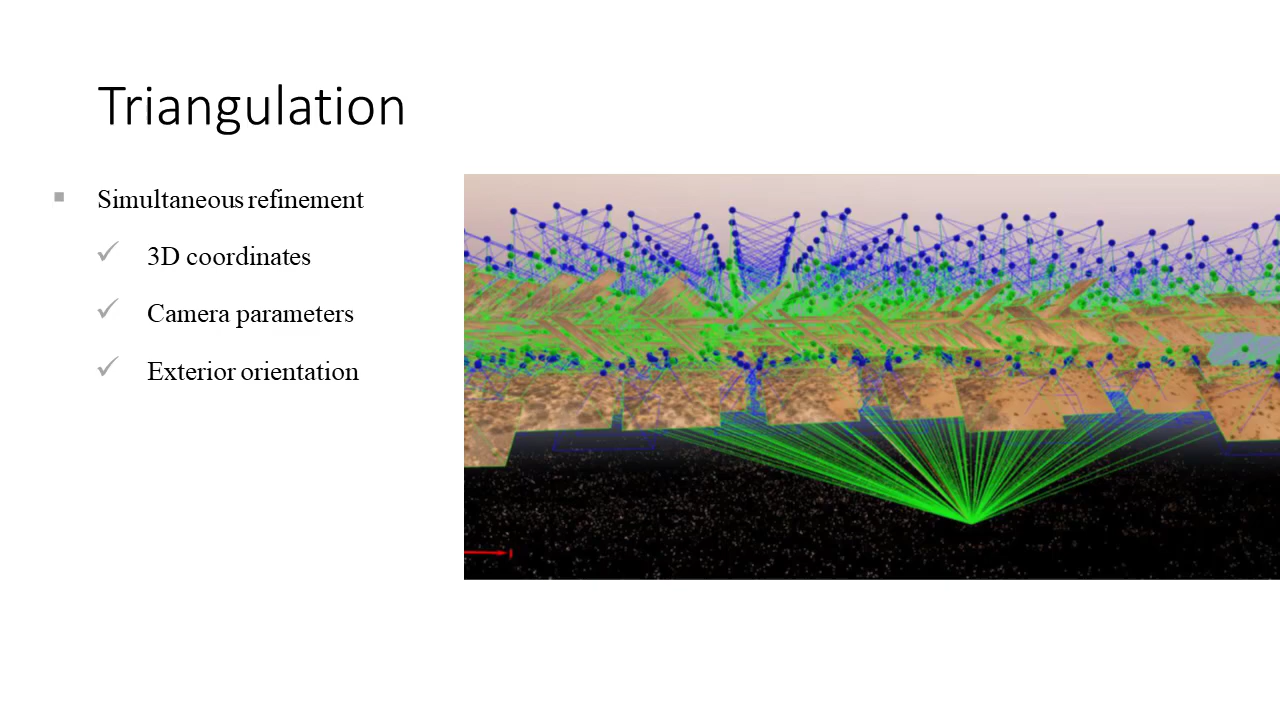 Triangulation
Simultaneous refinement
3D coordinates
Camera parameters
Exterior orientation